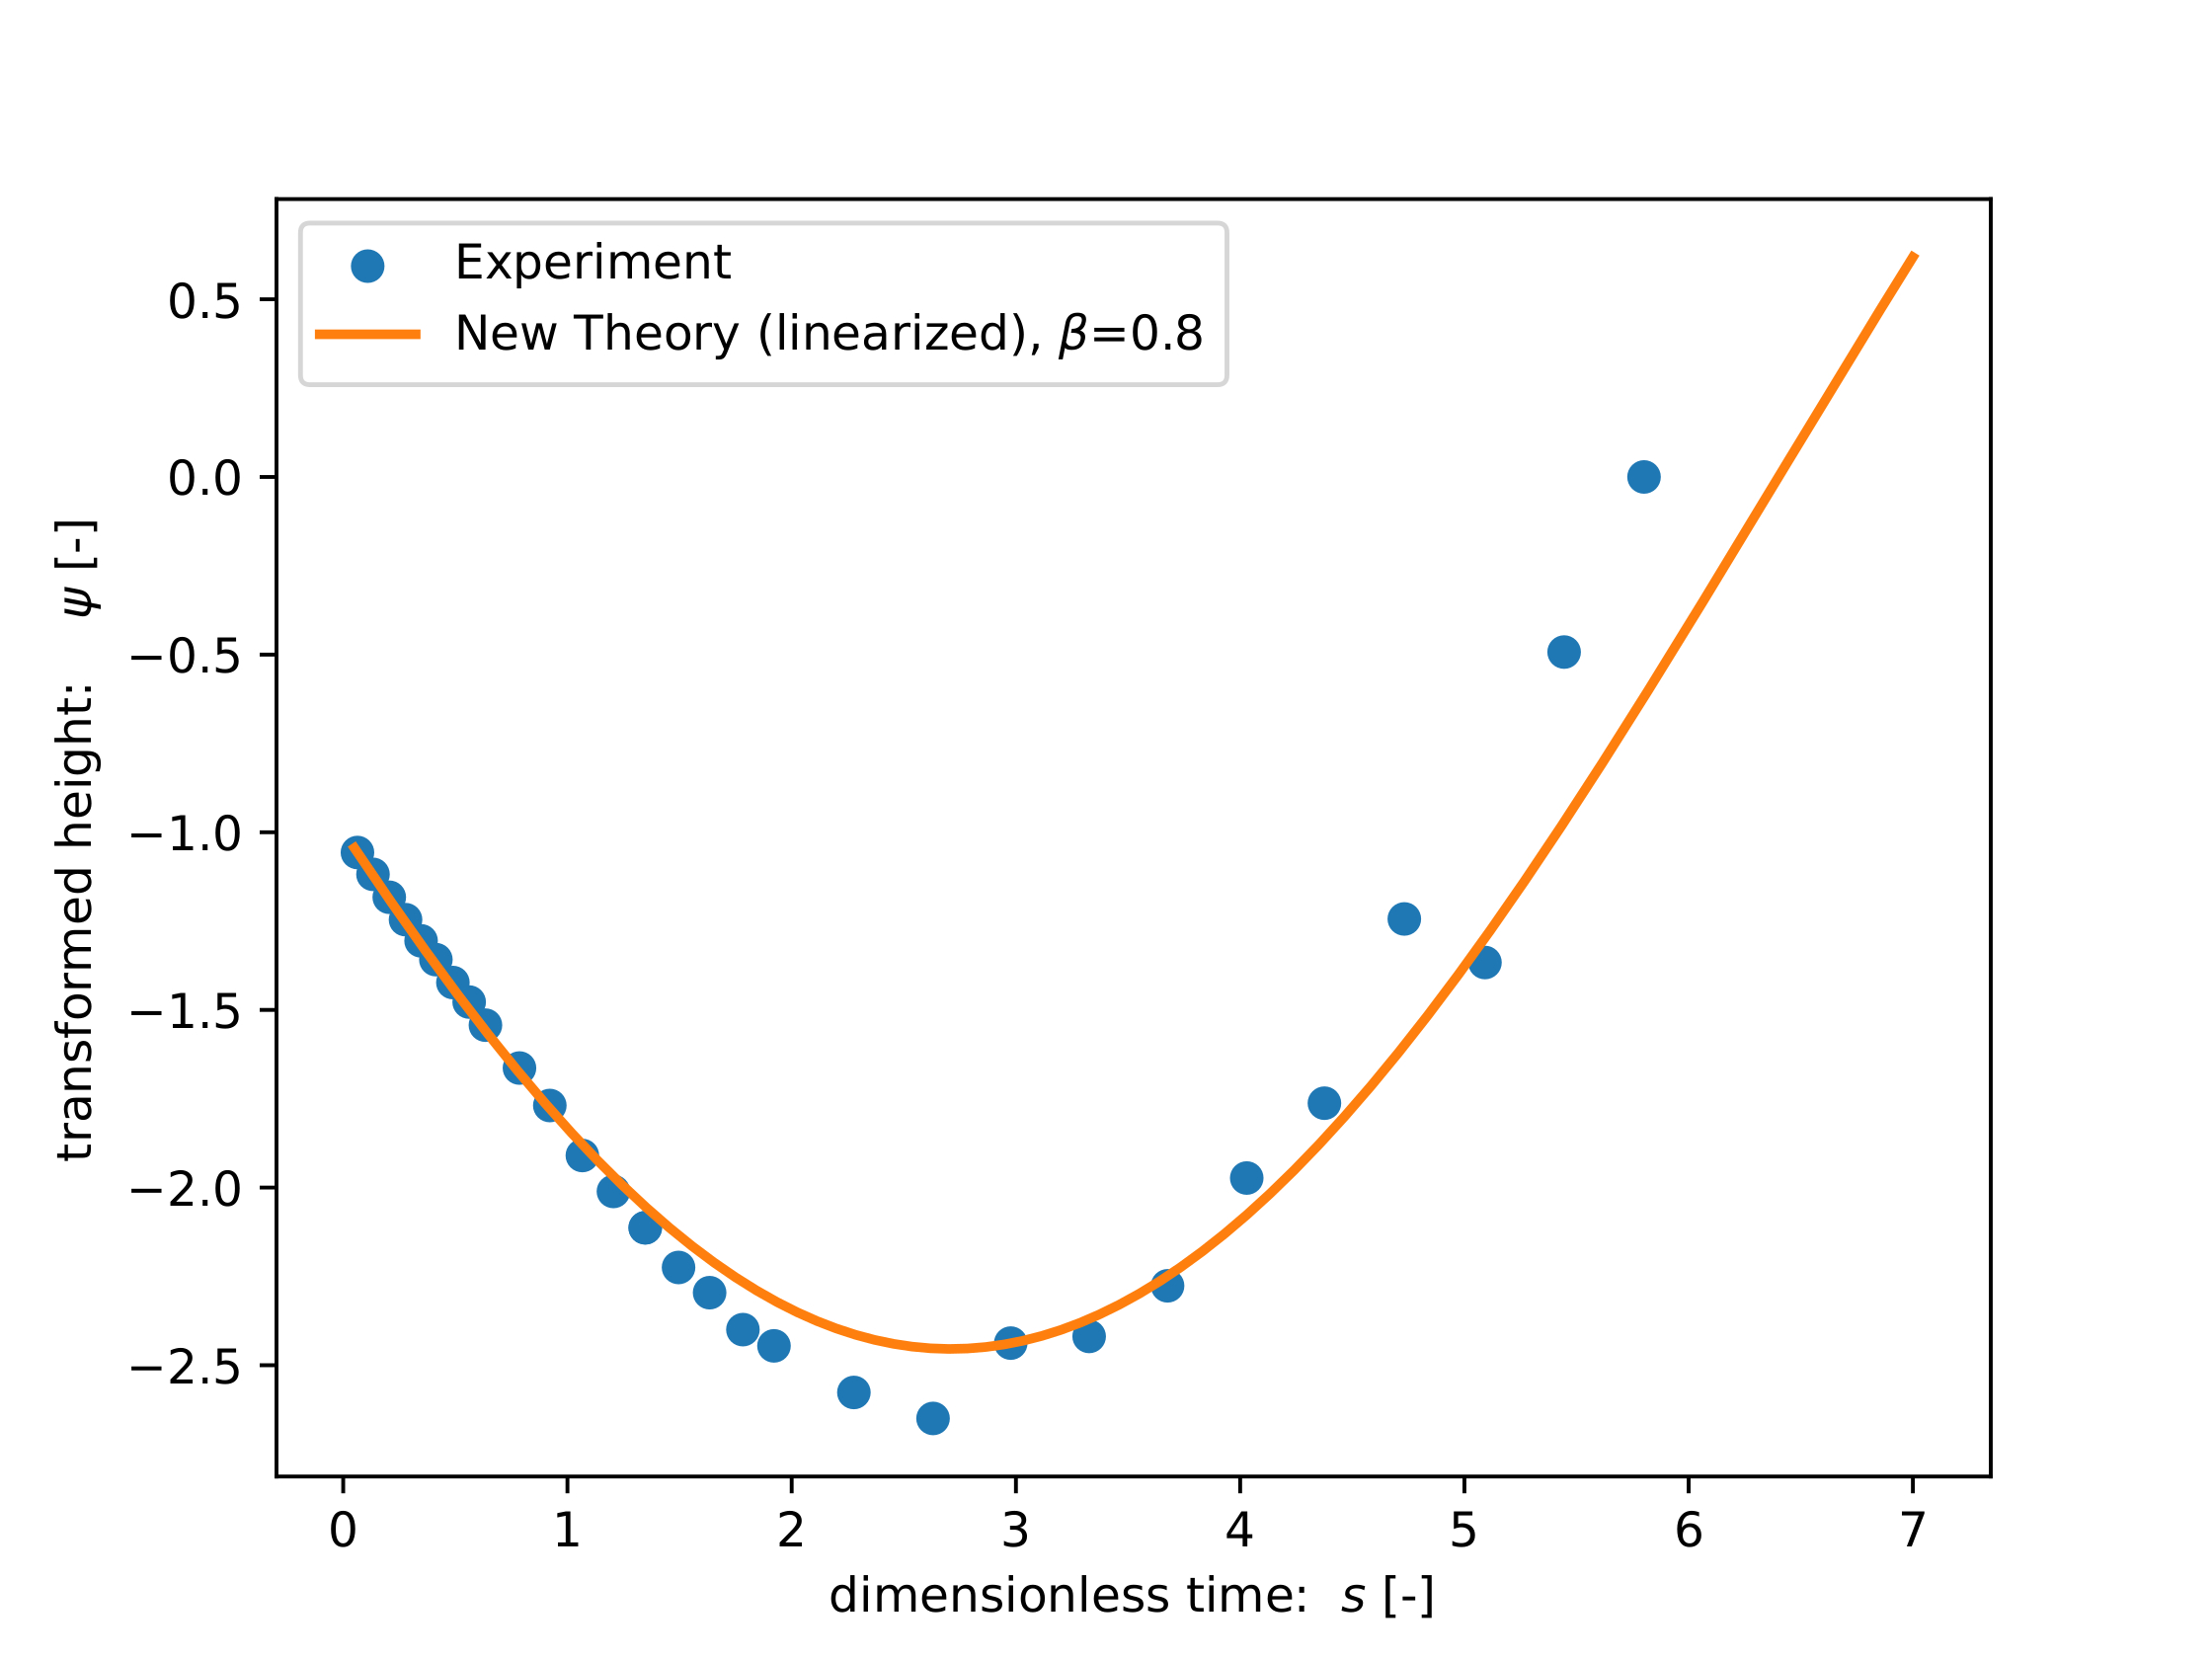 Experiment
New Theory (linearized), β=0.8
0.5
0.0
−0.5
−1.0
−1.5
−2.0
−2.5
transformed height:   ψ [-]
0 1 2 3 4 5 6 7
dimensionless time:  s [-]